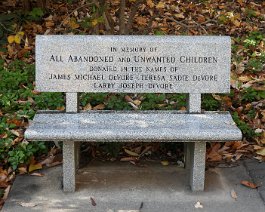 IN MEMORY OF
ALL ABANDONED AND UNWANTED CHILDREN
DONATED IN THE NAMES OF
JAMES MICHAEL DEVORE · TERESA SADIE DEVORE
LARRY JOSEPH DEVORE